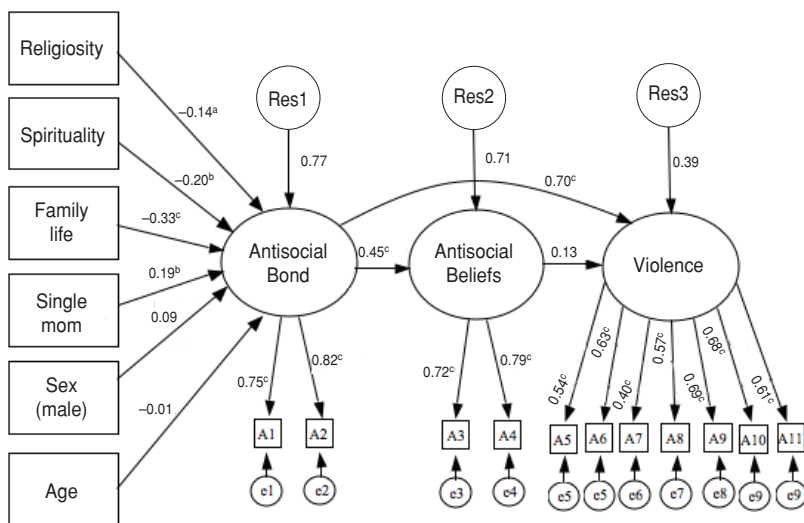 Religiosity
Res1
Res2
Res3
–0.14ᵃ
Spirituality
0.77
0.71
0.39
–0.20ᵇ
0.70ᶜ
Family
life
–0.33ᶜ
Antisocial
Bond
0.45ᶜ
Antisocial
Beliefs
0.13
Violence
Single
mom
0.19ᵇ
0.09
Sex
(male)
–0.01
Age
0.75ᶜ
0.82ᶜ
0.72ᶜ
0.79ᶜ
0.54ᶜ
0.63ᶜ
0.40ᶜ
0.57ᶜ
0.69ᶜ
0.68ᶜ
0.61ᶜ
A1
A2
A3
A4
A5
A6
A7
A8
A9
A10
A11
e1
e2
e3
e4
e5
e5
e6
e7
e8
e9
e9